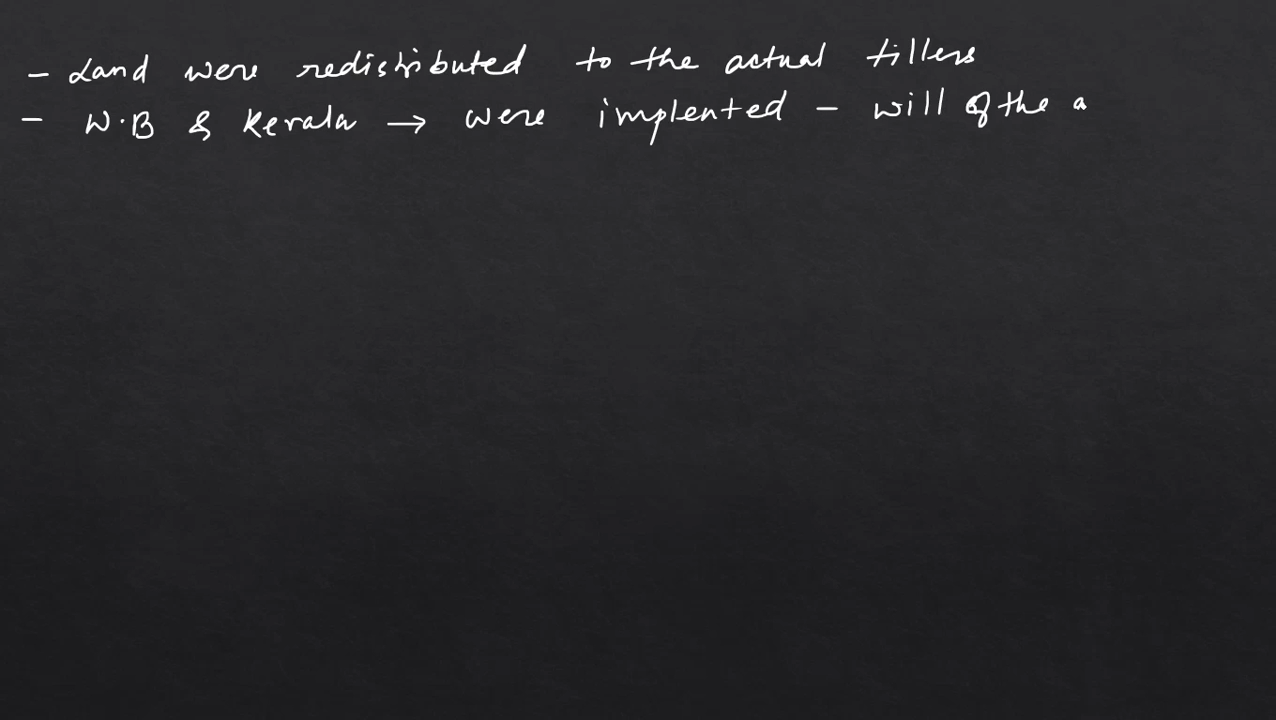 - Land were redistributed to the actual tillers
- W.B & Kerala → were implented - will of the a